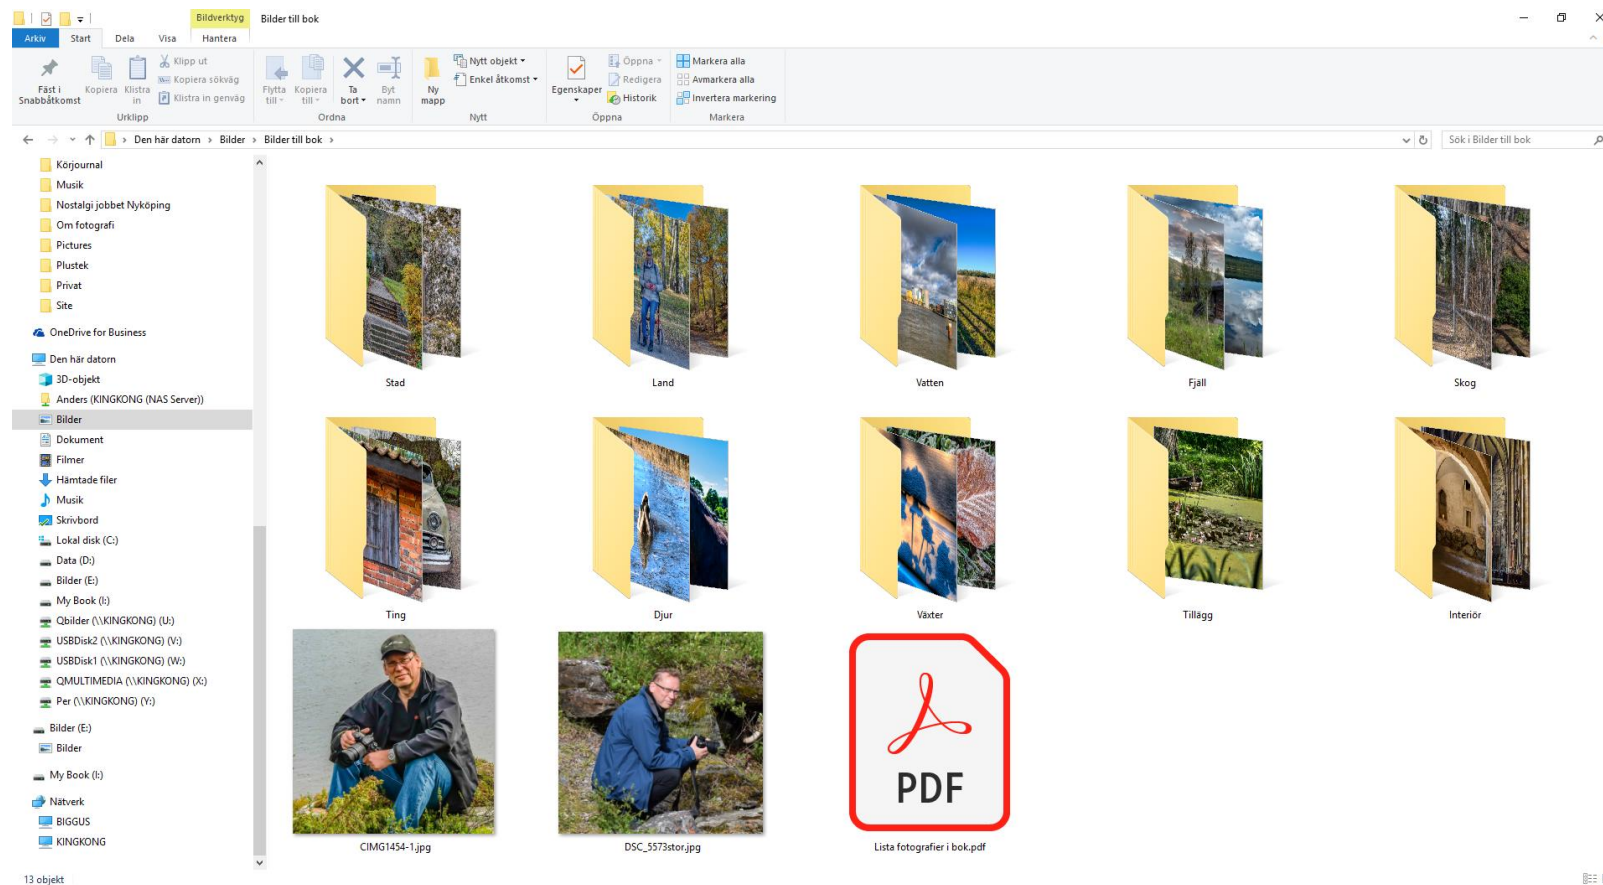 Bildverktyg
Bilder till bok
Arkiv
Start
Dela
Visa
Hantera
Fäst i
Snabbåtkomst
Kopiera
Klistra
in
Klipp ut
Kopiera sökväg
Klistra in genväg
Urklipp
Flytta
till
Kopiera
till
Ta
bort
Byt
namn
Ordna
Ny
mapp
Nytt objekt
Enkel åtkomst
Nytt
Egenskaper
Öppna
Redigera
Historik
Öppna
Markera alla
Avmarkera alla
Invertera markering
Markera
Den här datorn > Bilder > Bilder till bok >
Sök i Bilder till bok
Körjournal
Musik
Nostalgi jobbet Nyköping
Om fotografi
Pictures
Plustek
Privat
Site
OneDrive for Business
Den här datorn
3D-objekt
Anders (KINGKONG (NAS Server))
Bilder
Dokument
Filmer
Hämtade filer
Musik
Skrivbord
Lokal disk (C:)
Data (D:)
Bilder (E:)
My Book (I:)
Qbilder (\\KINGKONG) (U:)
USBDisk2 (\\KINGKONG) (V:)
USBDisk1 (\\KINGKONG) (W:)
QMULTIMEDIA (\\KINGKONG) (X:)
Per (\\KINGKONG) (Y:)
Bilder (E:)
Bilder
My Book (I:)
Nätverk
BIGGUS
KINGKONG
Stad
Land
Vatten
Fjäll
Skog
Ting
Djur
Växter
Tillägg
Interiör
PDF
CIMG1454-1.jpg
DSC_5573stor.jpg
Lista fotografier i bok.pdf
13 objekt